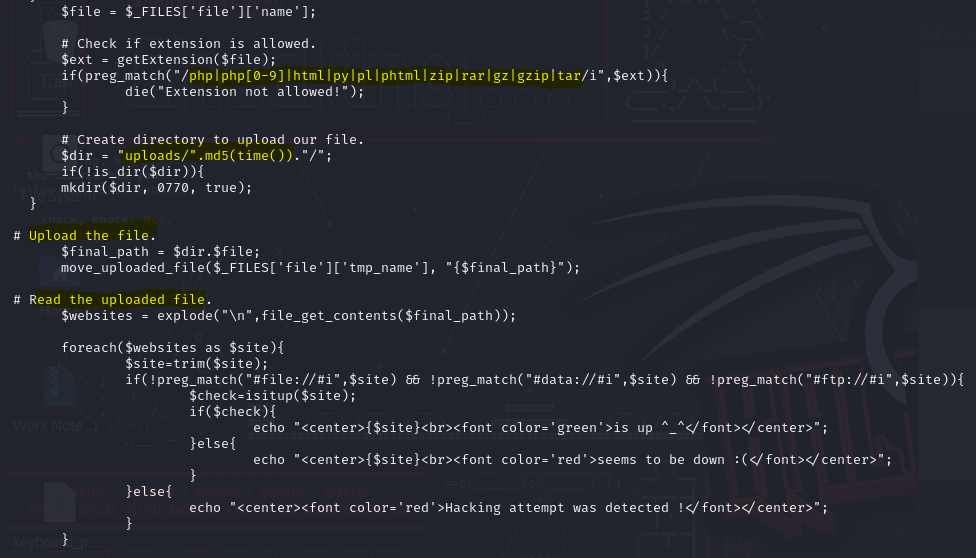 $file = $_FILES['file']['name'];
# Check if extension is allowed.
$ext = getExtension($file);
if(preg_match("/php|php[0-9]|html|py|pl|phtml|zip|rar|gz|gzip|tar/i",$ext)){
die("Extension not allowed!");
}
# Create directory to upload our file.
$dir = "uploads/".md5(time())."/";
if(!is_dir($dir)){
mkdir($dir, 0770, true);
}
# Upload the file.
$final_path = $dir.$file;
move_uploaded_file($_FILES['file']['tmp_name'], "{$final_path}");
# Read the uploaded file.
$websites = explode("\n",file_get_contents($final_path));
foreach($websites as $site){
$site=trim($site);
if(!preg_match("#file://#i",$site) && !preg_match("#data://#i",$site) && !preg_match("#ftp://#i",$site)){
$check=isitup($site);
if($check){
echo "<center>{$site}<br><font color='green'>is up ^_^</font></center>";
}else{
echo "<center>{$site}<br><font color='red'>seems to be down :(</font></center>";
}
}else{
echo "<center><font color='red'>Hacking attempt was detected !</font></center>";
}
}
File System
Work Note...
keyboard_p...